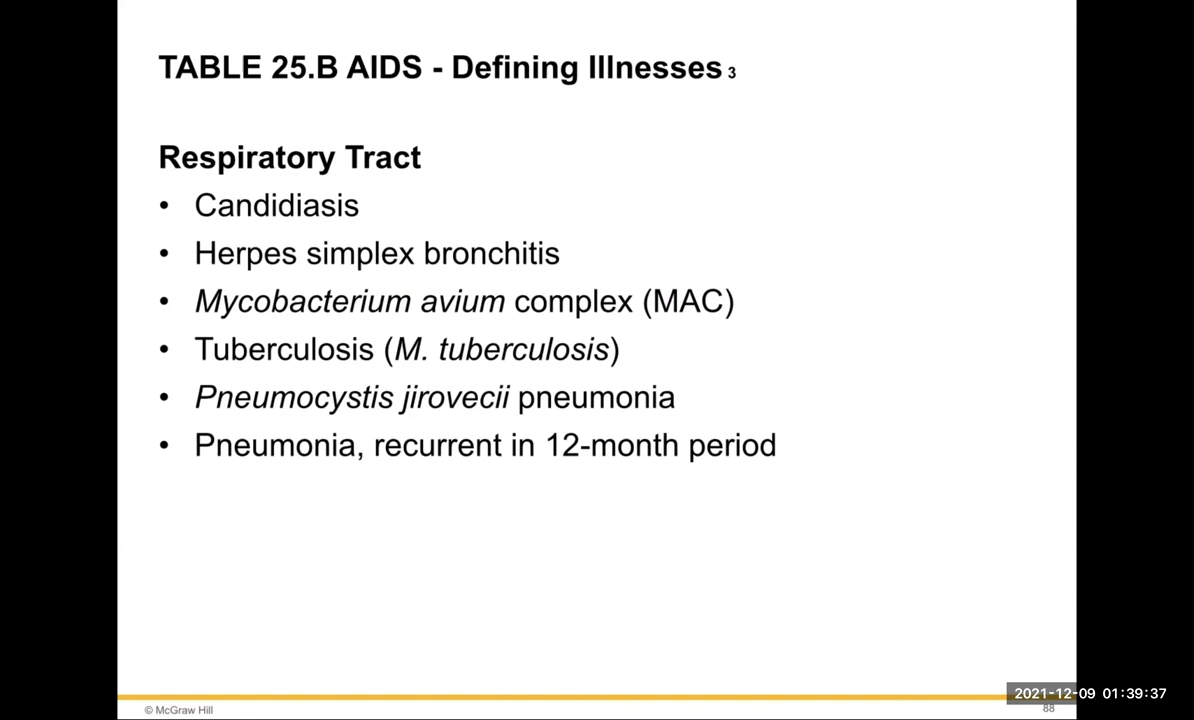 TABLE 25.B AIDS - Defining Illnesses 3
Respiratory Tract
• Candidiasis
• Herpes simplex bronchitis
• Mycobacterium avium complex (MAC)
• Tuberculosis (M. tuberculosis)
• Pneumocystis jirovecii pneumonia
• Pneumonia, recurrent in 12-month period
2021-12-09 01:39:37
© McGraw Hill
88